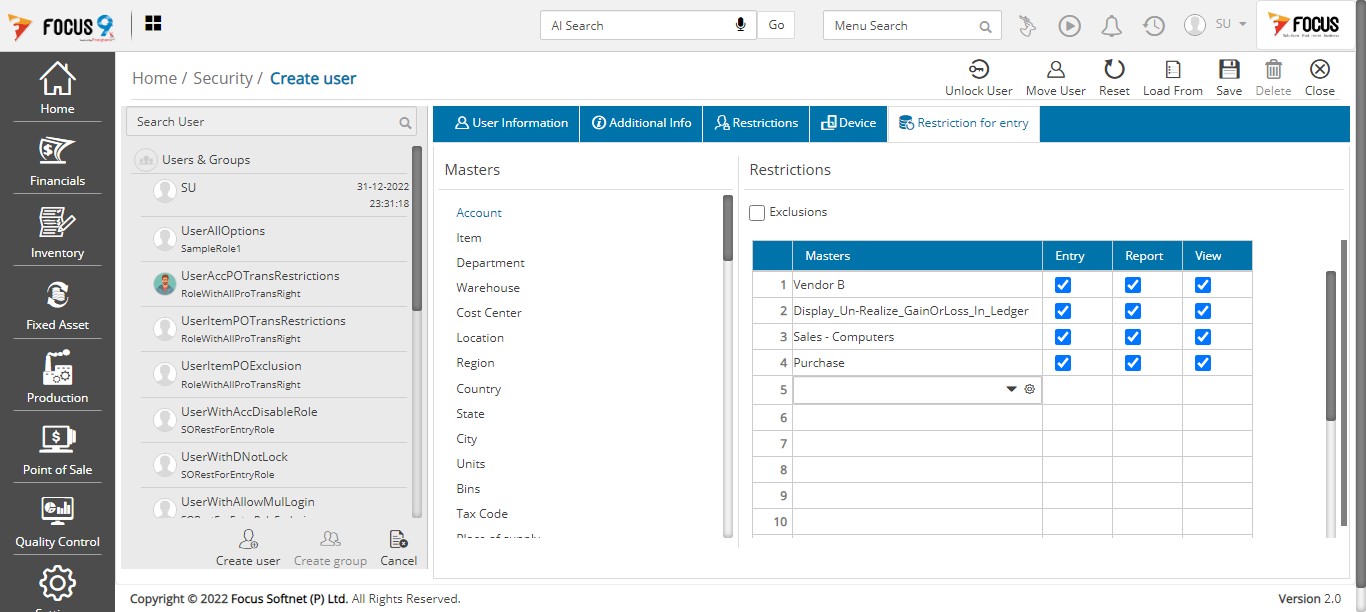 FOCUS 9
AI Search
Go
Menu Search
SU
FOCUS
Home
Financials
Inventory
Fixed Asset
Production
Point of Sale
Quality Control
Home / Security / Create user
Unlock User
Move User
Reset
Load From
Save
Delete
Close
Search User
Users & Groups
SU
31-12-2022
23:31:18
UserAllOptions
SampleRole1
UserAccPOTransRestrictions
RoleWithAllProTransRight
UserItemPOTransRestrictions
RoleWithAllProTransRight
UserItemPOExclusion
RoleWithAllProTransRight
UserWithAccDisableRole
SORestForEntryRole
UserWithDNotLock
SORestForEntryRole
UserWithAllowMulLogin
Create user
Create group
Cancel
User Information
Additional Info
Restrictions
Device
Restriction for entry
Masters
Account
Item
Department
Warehouse
Cost Center
Location
Region
Country
State
City
Units
Bins
Tax Code
Place of supply
Restrictions
Exclusions
Masters Entry Report View
1 Vendor B
2 Display_Un-Realize_GainOrLoss_In_Ledger
3 Sales - Computers
4 Purchase
5
6
7
8
9
10
Copyright © 2022 Focus Softnet (P) Ltd. All Rights Reserved.
Version 2.0